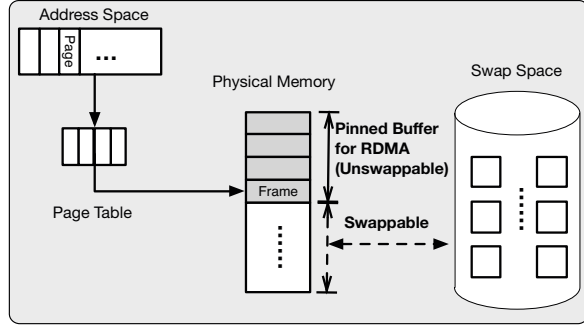 Address Space
Page
...
Page Table
Physical Memory
Frame
Pinned Buffer
for RDMA
(Unswappable)
Swappable
Swap Space